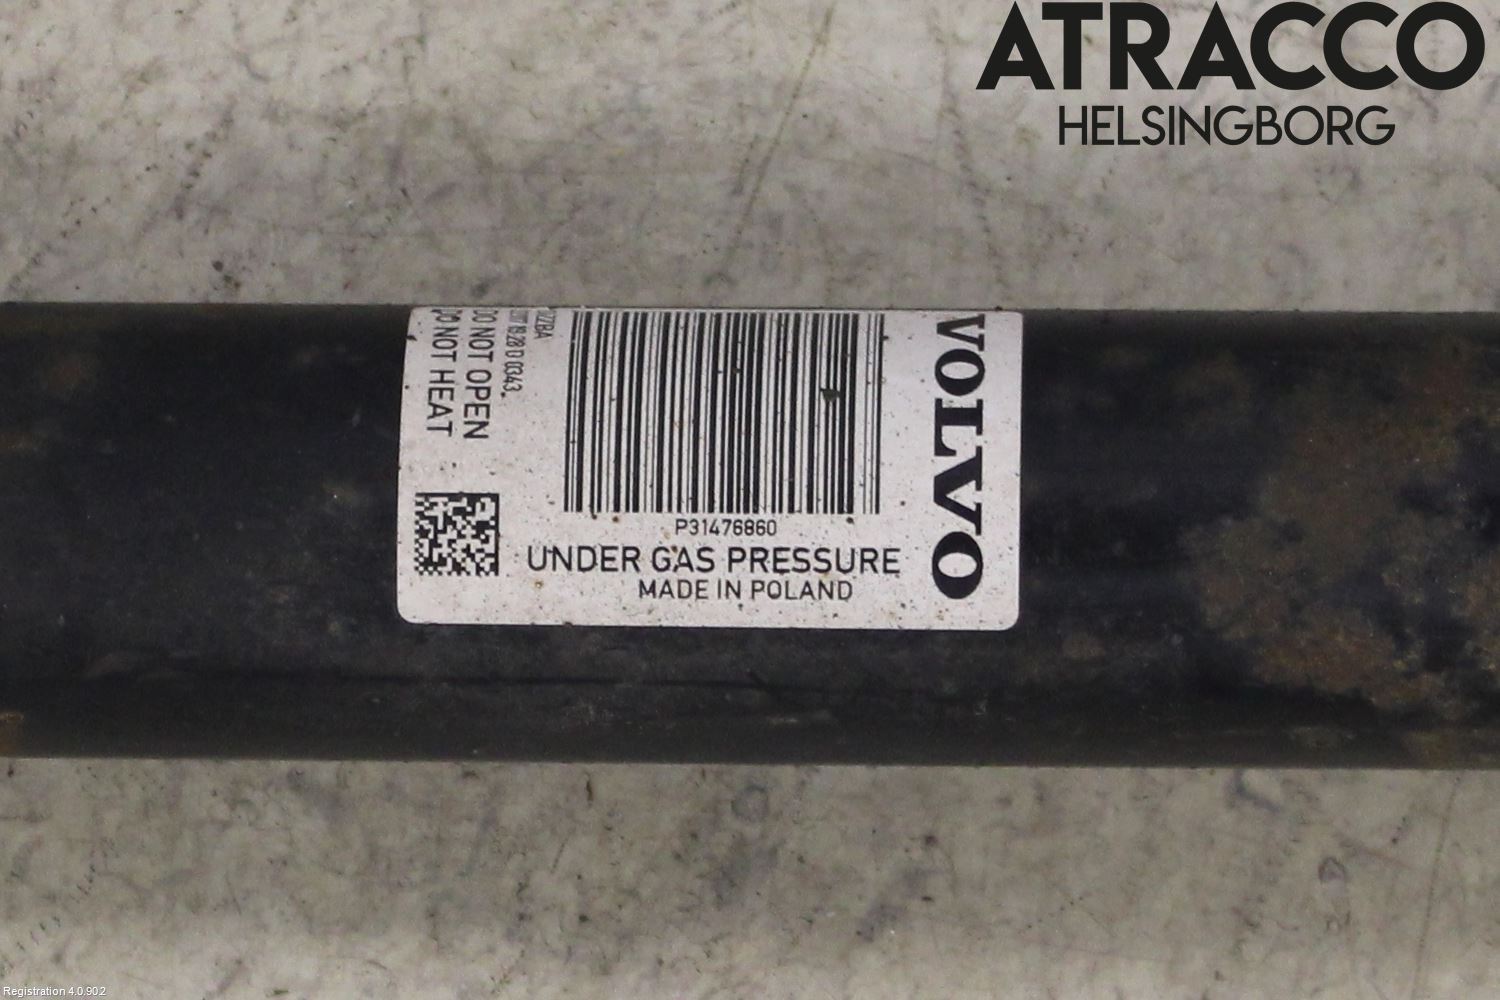 ATRACCO
HELSINGBORG
VOLVO
P31476860
UNDER GAS PRESSURE
MADE IN POLAND
0343
DO NOT OPEN
DO NOT HEAT
Registration 4.0.902